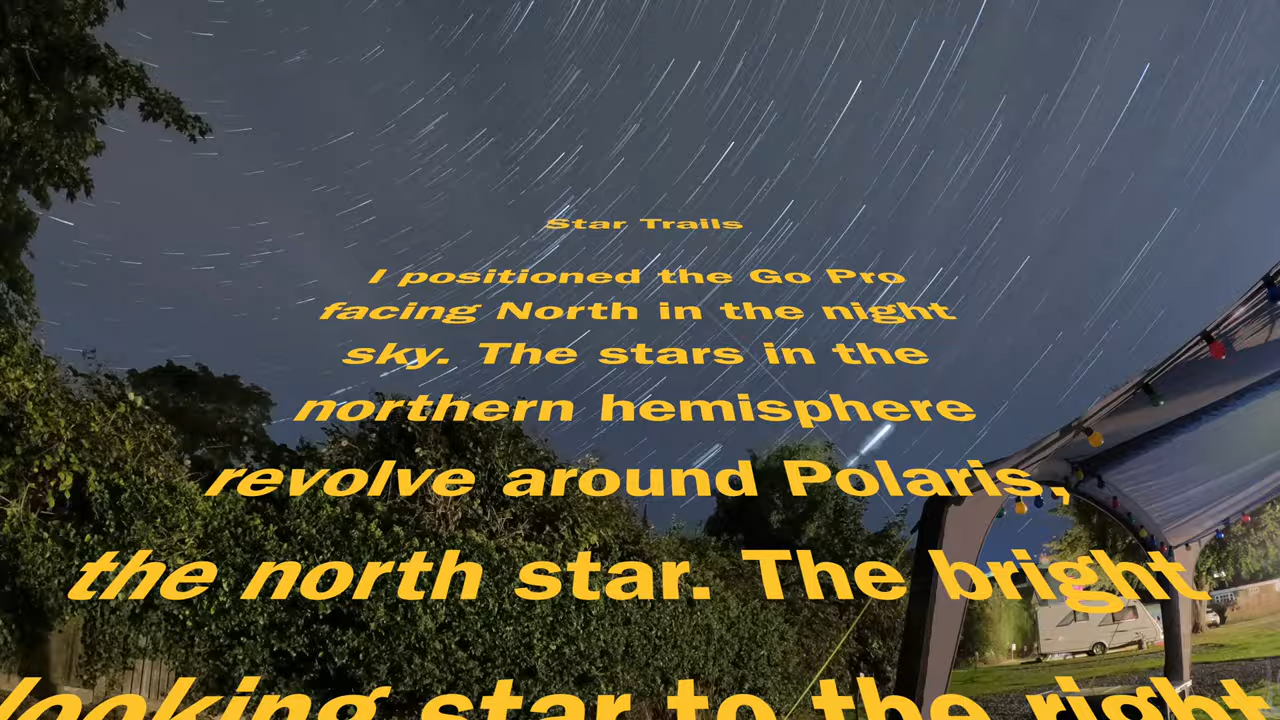 Star Trails
I positioned the Go Pro
facing North in the night
sky. The stars in the
northern hemisphere
revolve around Polaris,
the north star. The bright
looking star to the right